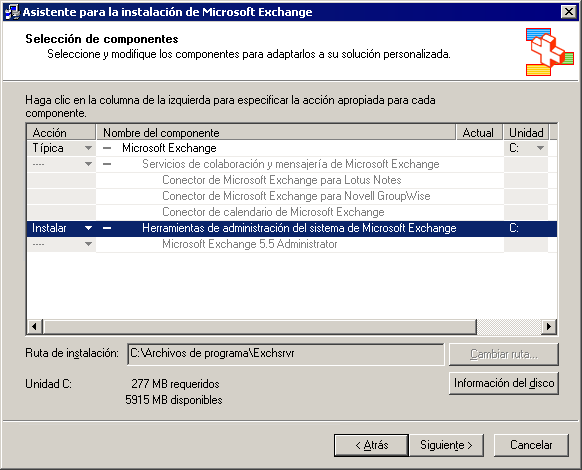 Asistente para la instalación de Microsoft Exchange
Selección de componentes
Seleccione y modifique los componentes para adaptarlos a su solución personalizada.
Haga clic en la columna de la izquierda para especificar la acción apropiada para cada
componente.
Acción Nombre del componente Actual Unidad
Típica Microsoft Exchange C:
---- Servicios de colaboración y mensajería de Microsoft Exchange
Conector de Microsoft Exchange para Lotus Notes
Conector de Microsoft Exchange para Novell GroupWise
Conector de calendario de Microsoft Exchange
Instalar Herramientas de administración del sistema de Microsoft Exchange C:
---- Microsoft Exchange 5.5 Administrator
Ruta de instalación: C:\Archivos de programa\Exchsrvr Cambiar ruta...
Unidad C: 277 MB requeridos Información del disco
5915 MB disponibles
< Atrás Siguiente > Cancelar